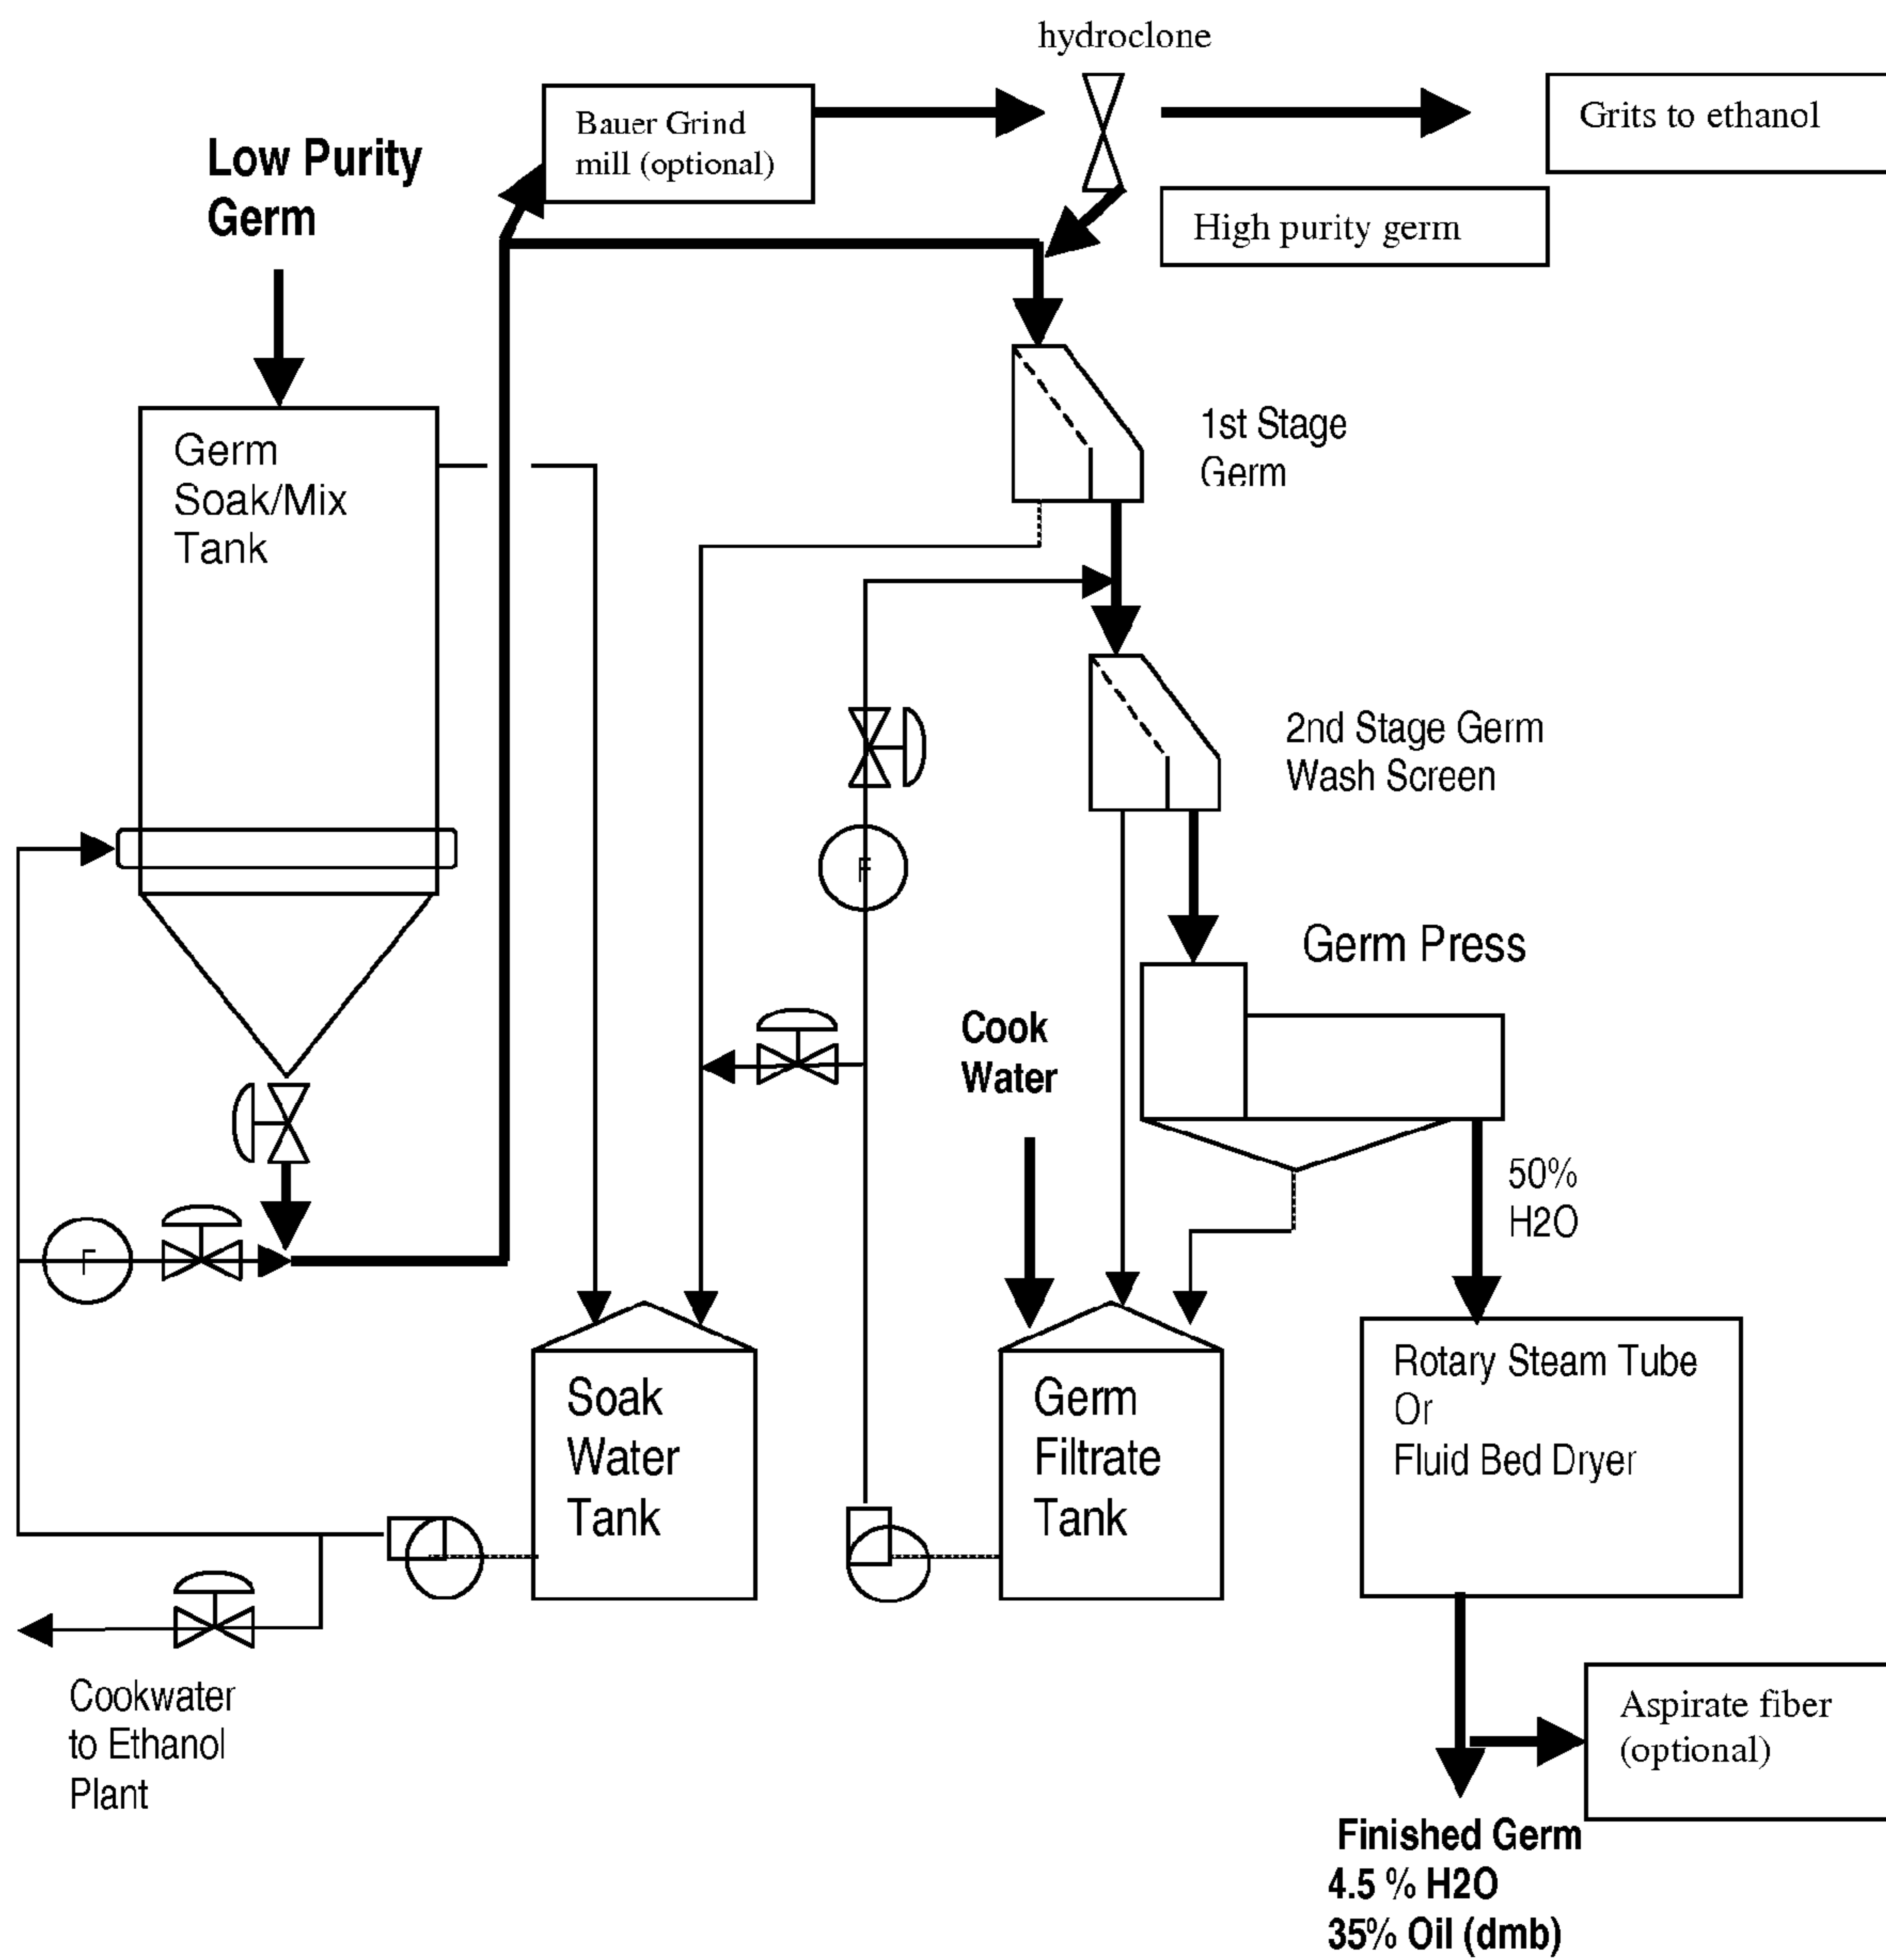 hydroclone
Bauer Grind
mill (optional)
Grits to ethanol
Low Purity
Germ
High purity germ
Germ
Soak/Mix
Tank
1st Stage
Germ
2nd Stage Germ
Wash Screen
F
Germ Press
Cook
Water
50%
H2O
F
Soak
Water
Tank
Germ
Filtrate
Tank
Rotary Steam Tube
Or
Fluid Bed Dryer
Cookwater
to Ethanol
Plant
Aspirate fiber
(optional)
Finished Germ
4.5 % H2O
35% Oil (dmb)